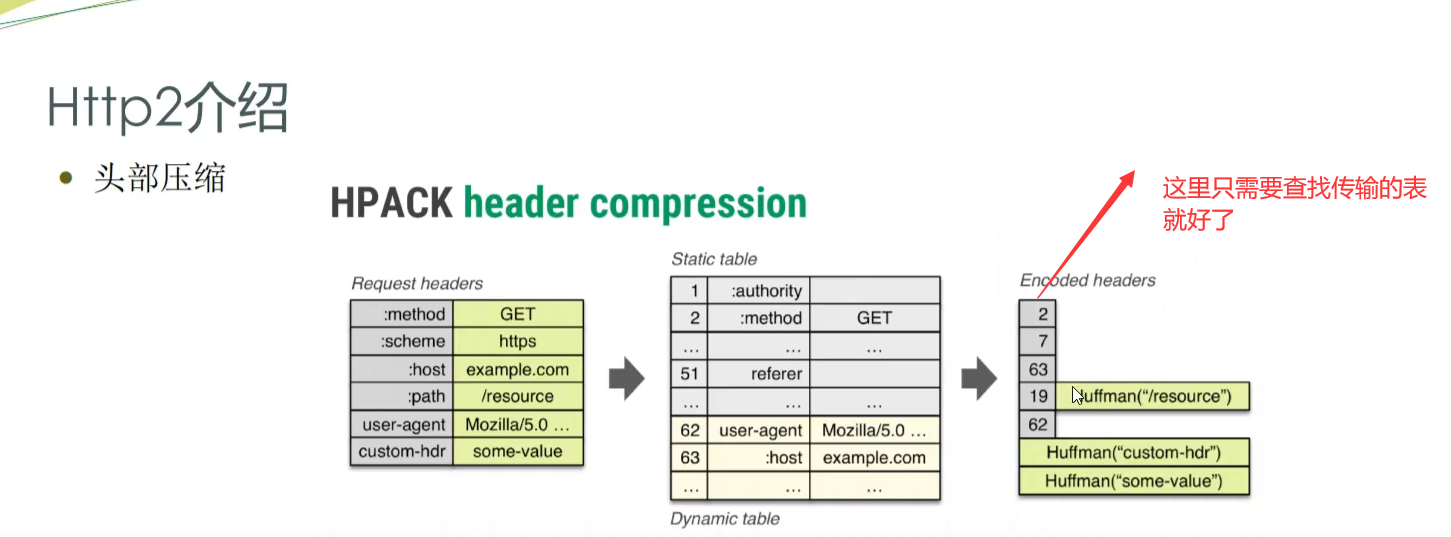 Http2介绍
• 头部压缩
HPACK header compression
这里只需要查找传输的表
就好了
Request headers
:method GET
:scheme https
:host example.com
:path /resource
user-agent Mozilla/5.0 ...
custom-hdr some-value
Static table
1 :authority
2 :method GET
... ... ...
51 referer
... ... ...
62 user-agent Mozilla/5.0 ...
63 :host example.com
... ... ...
Dynamic table
Encoded headers
2
7
63
19 Huffman("/resource")
62
Huffman("custom-hdr")
Huffman("some-value")